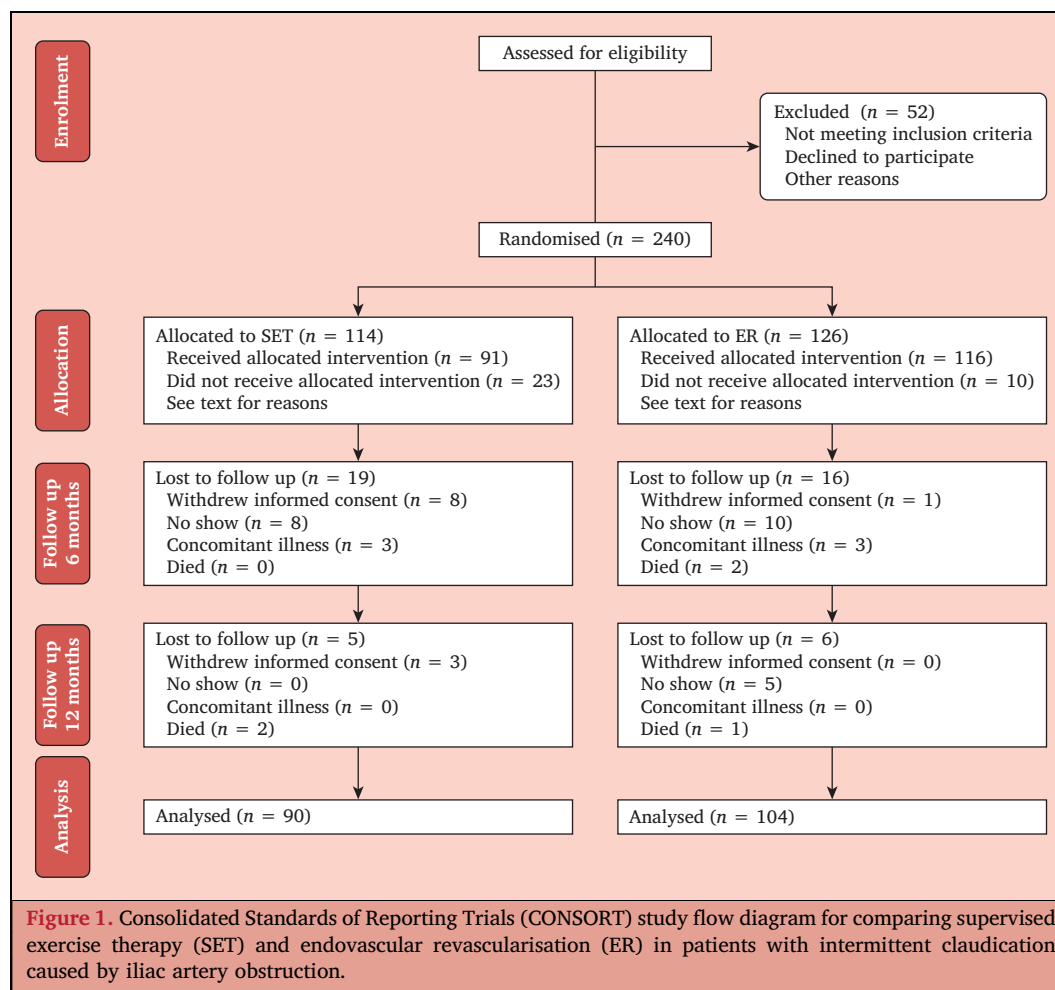 Enrolment
Assessed for eligibility
Excluded (n = 52)
Not meeting inclusion criteria
Declined to participate
Other reasons
Randomised (n = 240)
Allocation
Allocated to SET (n = 114)
Received allocated intervention (n = 91)
Did not receive allocated intervention (n = 23)
See text for reasons
Allocated to ER (n = 126)
Received allocated intervention (n = 116)
Did not receive allocated intervention (n = 10)
See text for reasons
Follow up
6 months
Lost to follow up (n = 19)
Withdrew informed consent (n = 8)
No show (n = 8)
Concomitant illness (n = 3)
Died (n = 0)
Lost to follow up (n = 16)
Withdrew informed consent (n = 1)
No show (n = 10)
Concomitant illness (n = 3)
Died (n = 2)
Follow up
12 months
Lost to follow up (n = 5)
Withdrew informed consent (n = 3)
No show (n = 0)
Concomitant illness (n = 0)
Died (n = 2)
Lost to follow up (n = 6)
Withdrew informed consent (n = 0)
No show (n = 5)
Concomitant illness (n = 0)
Died (n = 1)
Analysis
Analysed (n = 90)
Analysed (n = 104)
Figure 1. Consolidated Standards of Reporting Trials (CONSORT) study flow diagram for comparing supervised
exercise therapy (SET) and endovascular revascularisation (ER) in patients with intermittent claudication
caused by iliac artery obstruction.